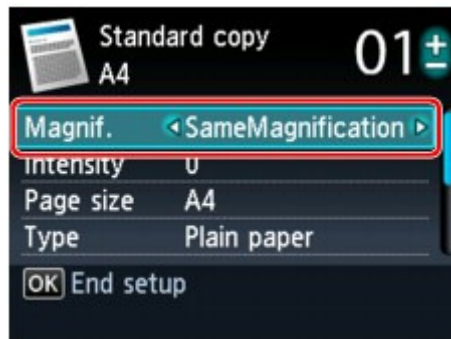 Standard copy
A4
01±
Magnif. SameMagnification
Intensity 0
Page size A4
Type Plain paper
OK End setup